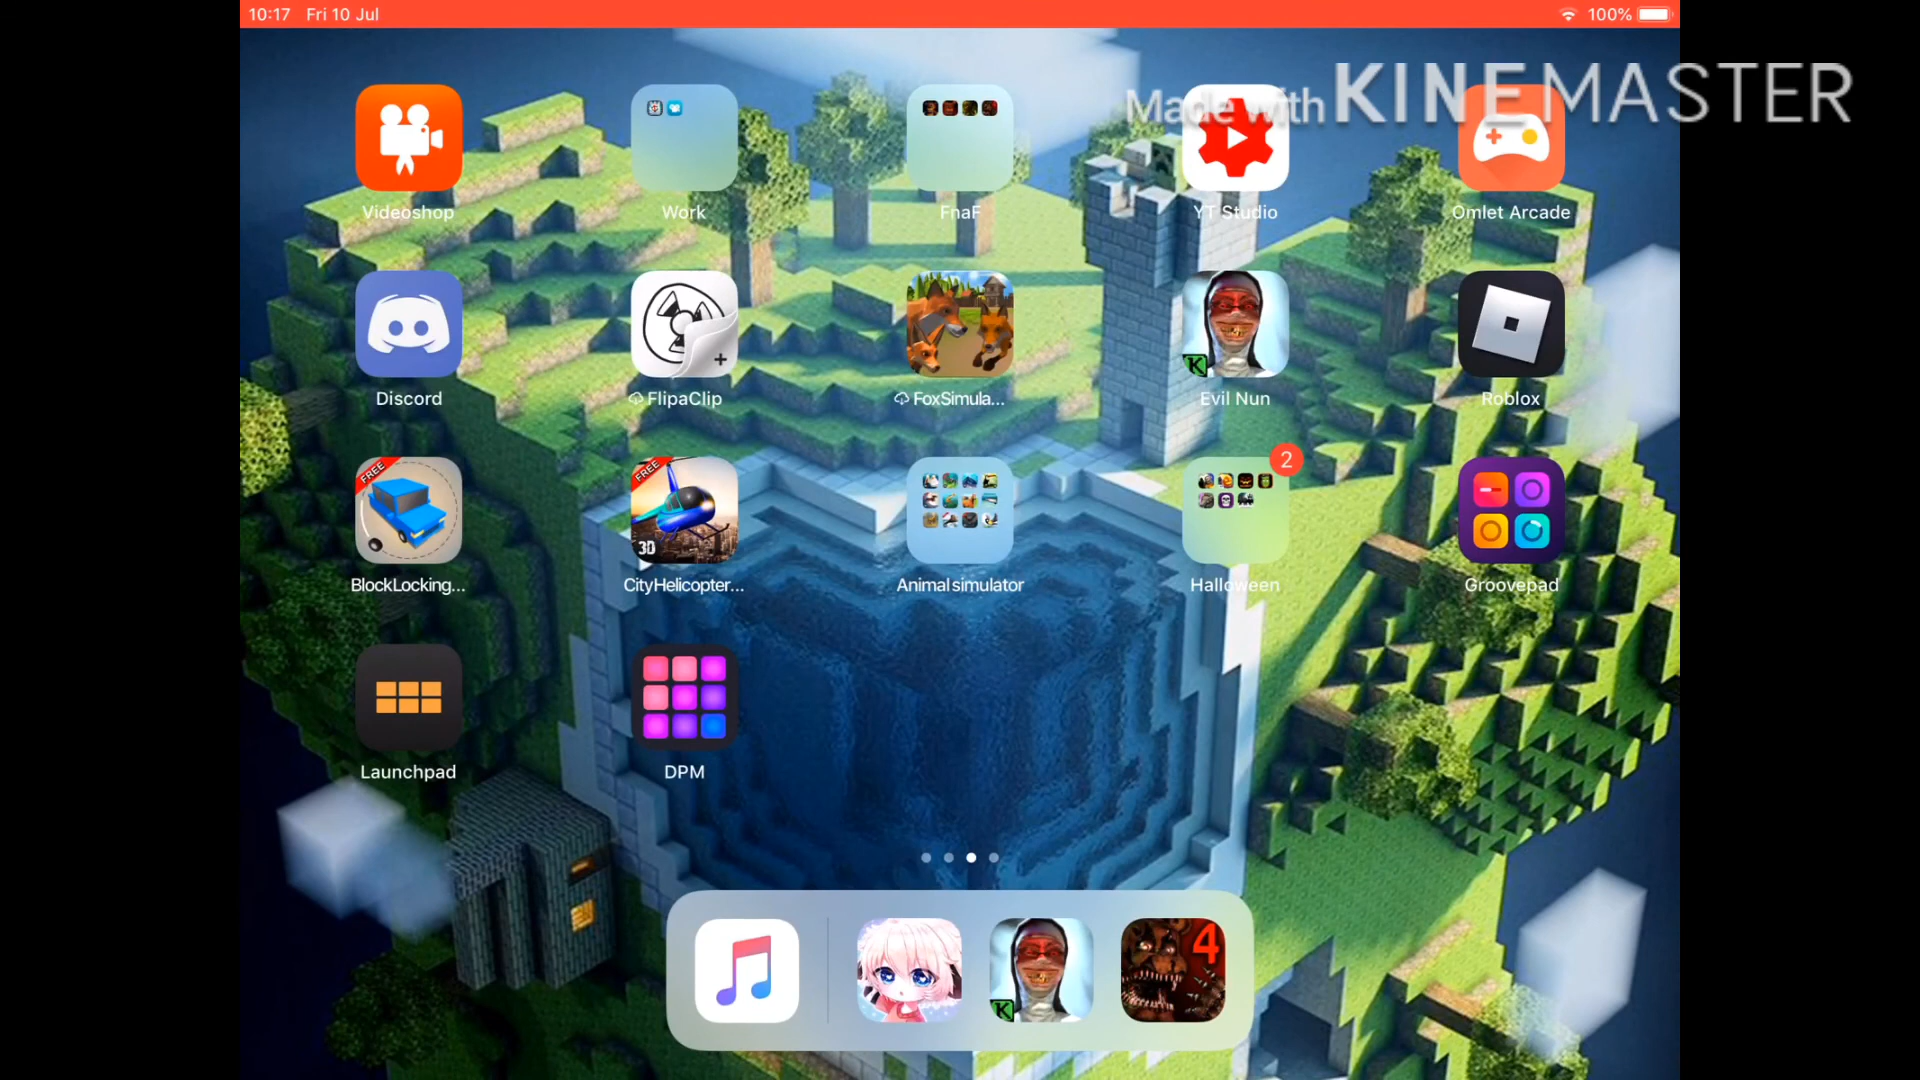 10:17 Fri 10 Jul
100%
Made with KINEMASTER
Videoshop
Work
FnaF
YT Studio
Omlet Arcade
Discord
FlipaClip
FoxSimula...
Evil Nun
Roblox
K
FREE
FREE
3D
2
BlockLocking...
CityHelicopter...
Animal simulator
Halloween
Groovepad
Launchpad
DPM
K
4